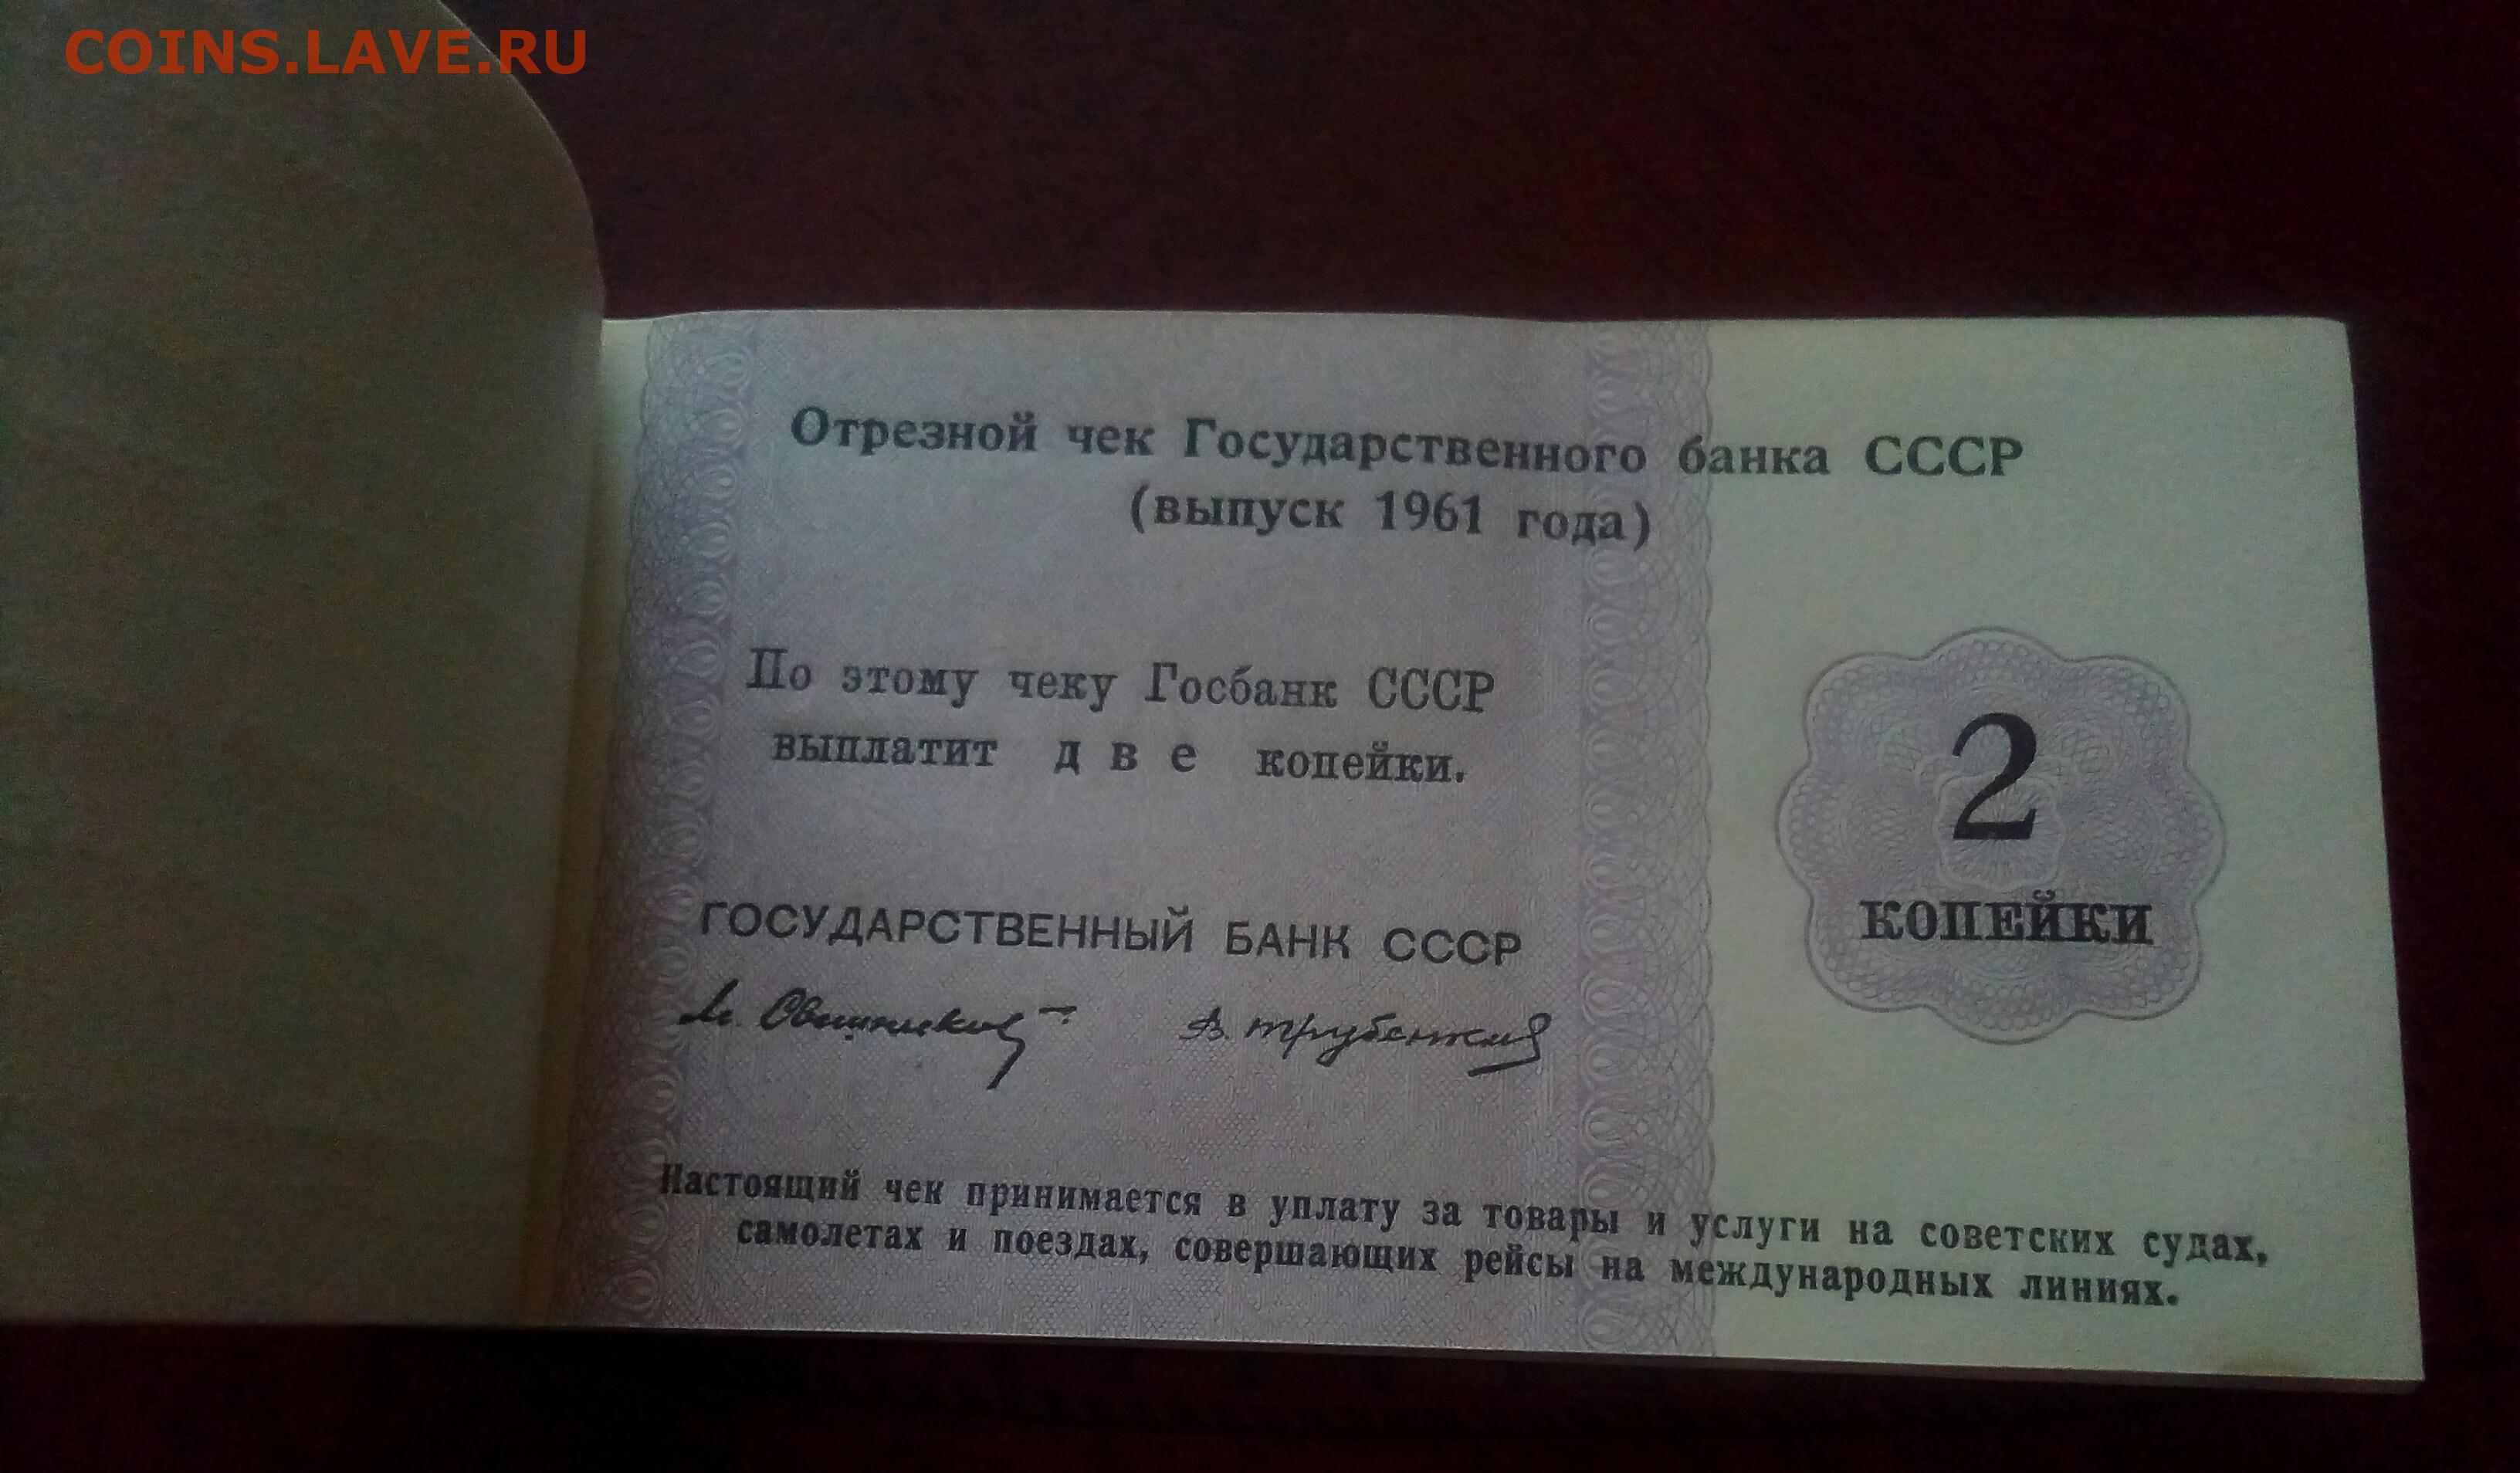 COINS.LAVE.RU
Отрезной чек Государственного банка СССР
(выпуск 1961 года)
По этому чеку Госбанк СССР
выплатит две копейки.
2
копейки
ГОСУДАРСТВЕННЫЙ БАНК СССР
Настоящий чек принимается в уплату за товары и услуги на советских судах,
самолетах и поездах, совершающих рейсы на международных линиях.